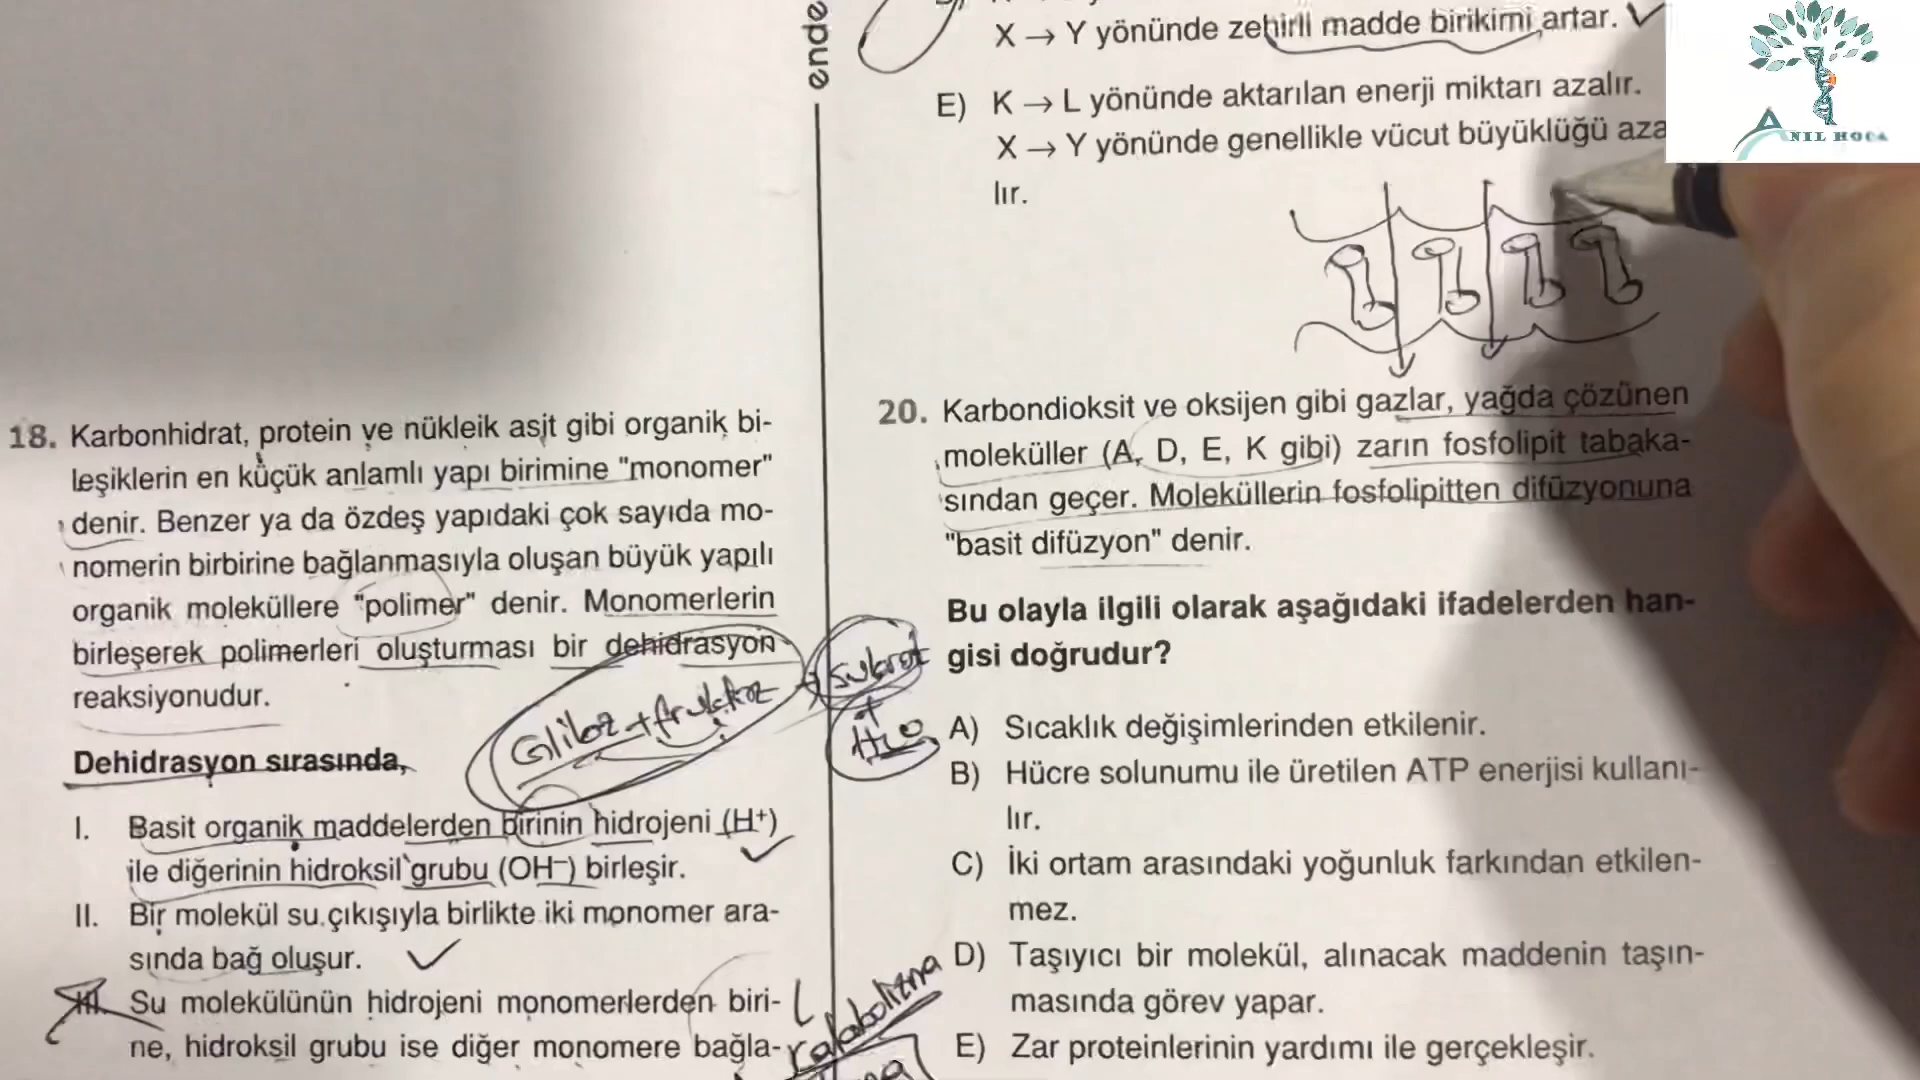 ende
18. Karbonhidrat, protein ve nükleik asit gibi organik bi-
leşiklerin en küçük anlamlı yapı birimine "monomer"
denir. Benzer ya da özdeş yapıdaki çok sayıda mo-
nomerin birbirine bağlanmasıyla oluşan büyük yapılı
organik moleküllere "polimer" denir. Monomerlerin
birleşerek polimerleri oluşturması bir dehidrasyon
reaksiyonudur.
Glikoz + fruktoz → sukroz
+
H2O
Dehidrasyon sırasında,
I. Basit organik maddelerden birinin hidrojeni (H+)
ile diğerinin hidroksil grubu (OH–) birleşir.
II. Bir molekül su çıkışıyla birlikte iki monomer ara-
sında bağ oluşur.
III. Su molekülünün hidrojeni monomerlerden biri-
ne, hidroksil grubu ise diğer monomere bağla-
X → Y yönünde zehirli madde birikimi artar.
E) K → L yönünde aktarılan enerji miktarı azalır.
X → Y yönünde genellikle vücut büyüklüğü aza
lır.
20. Karbondioksit ve oksijen gibi gazlar, yağda çözünen
moleküller (A, D, E, K gibi) zarın fosfolipit tabaka-
sından geçer. Moleküllerin fosfolipitten difüzyonuna
"basit difüzyon" denir.
Bu olayla ilgili olarak aşağıdaki ifadelerden han-
gisi doğrudur?
A) Sıcaklık değişimlerinden etkilenir.
B) Hücre solunumu ile üretilen ATP enerjisi kullanı-
lır.
C) İki ortam arasındaki yoğunluk farkından etkilen-
mez.
D) Taşıyıcı bir molekül, alınacak maddenin taşın-
masında görev yapar.
E) Zar proteinlerinin yardımı ile gerçekleşir.
ANIL HOCA